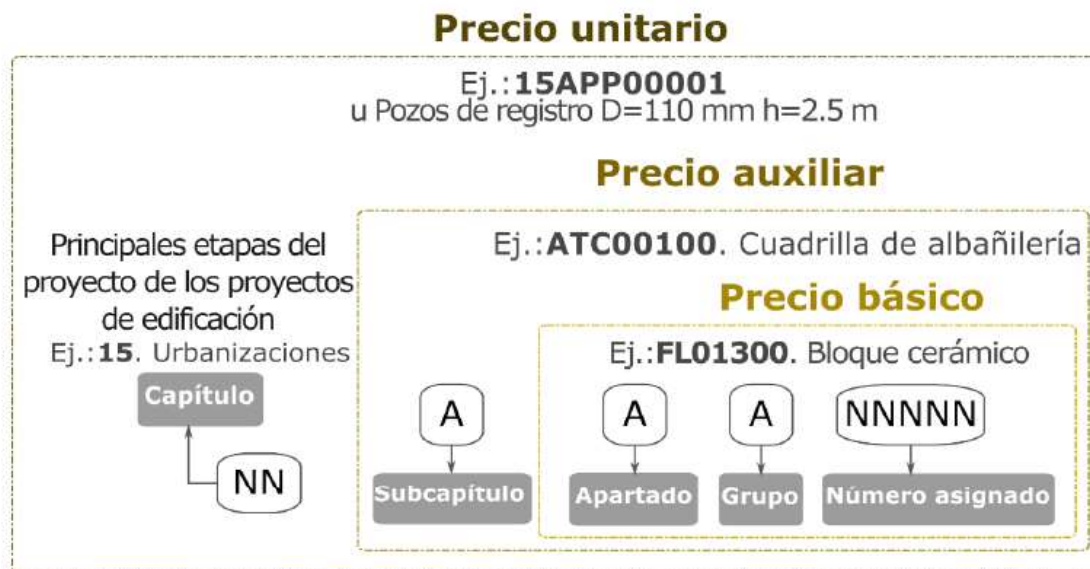 Precio unitario
Ej.:15APP00001
u Pozos de registro D=110 mm h=2.5 m
Precio auxiliar
Ej.:ATC00100. Cuadrilla de albañilería
Precio básico
Ej.:FL01300. Bloque cerámico
Principales etapas del
proyecto de los proyectos
de edificación
Ej.:15. Urbanizaciones
Capítulo
NN
A
Subcapítulo
A
Apartado
A
Grupo
NNNNN
Número asignado